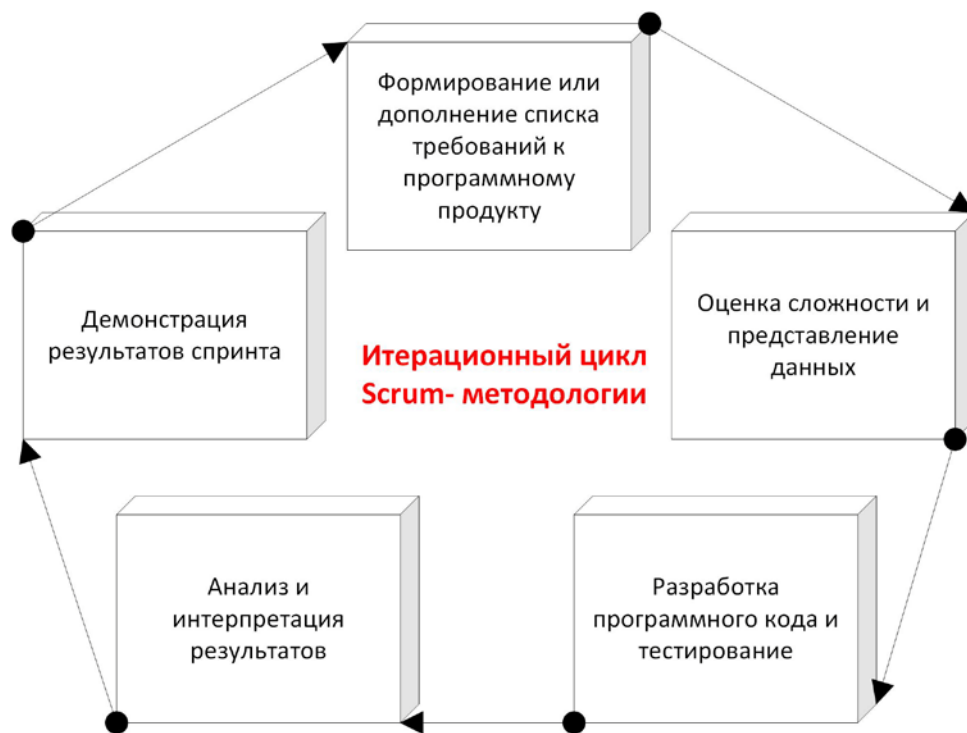 Формирование или
дополнение списка
требований к
программному
продукту
Оценка сложности и
представление
данных
Разработка
программного кода и
тестирование
Анализ и
интерпретация
результатов
Демонстрация
результатов спринта
Итерационный цикл
Scrum- методологии